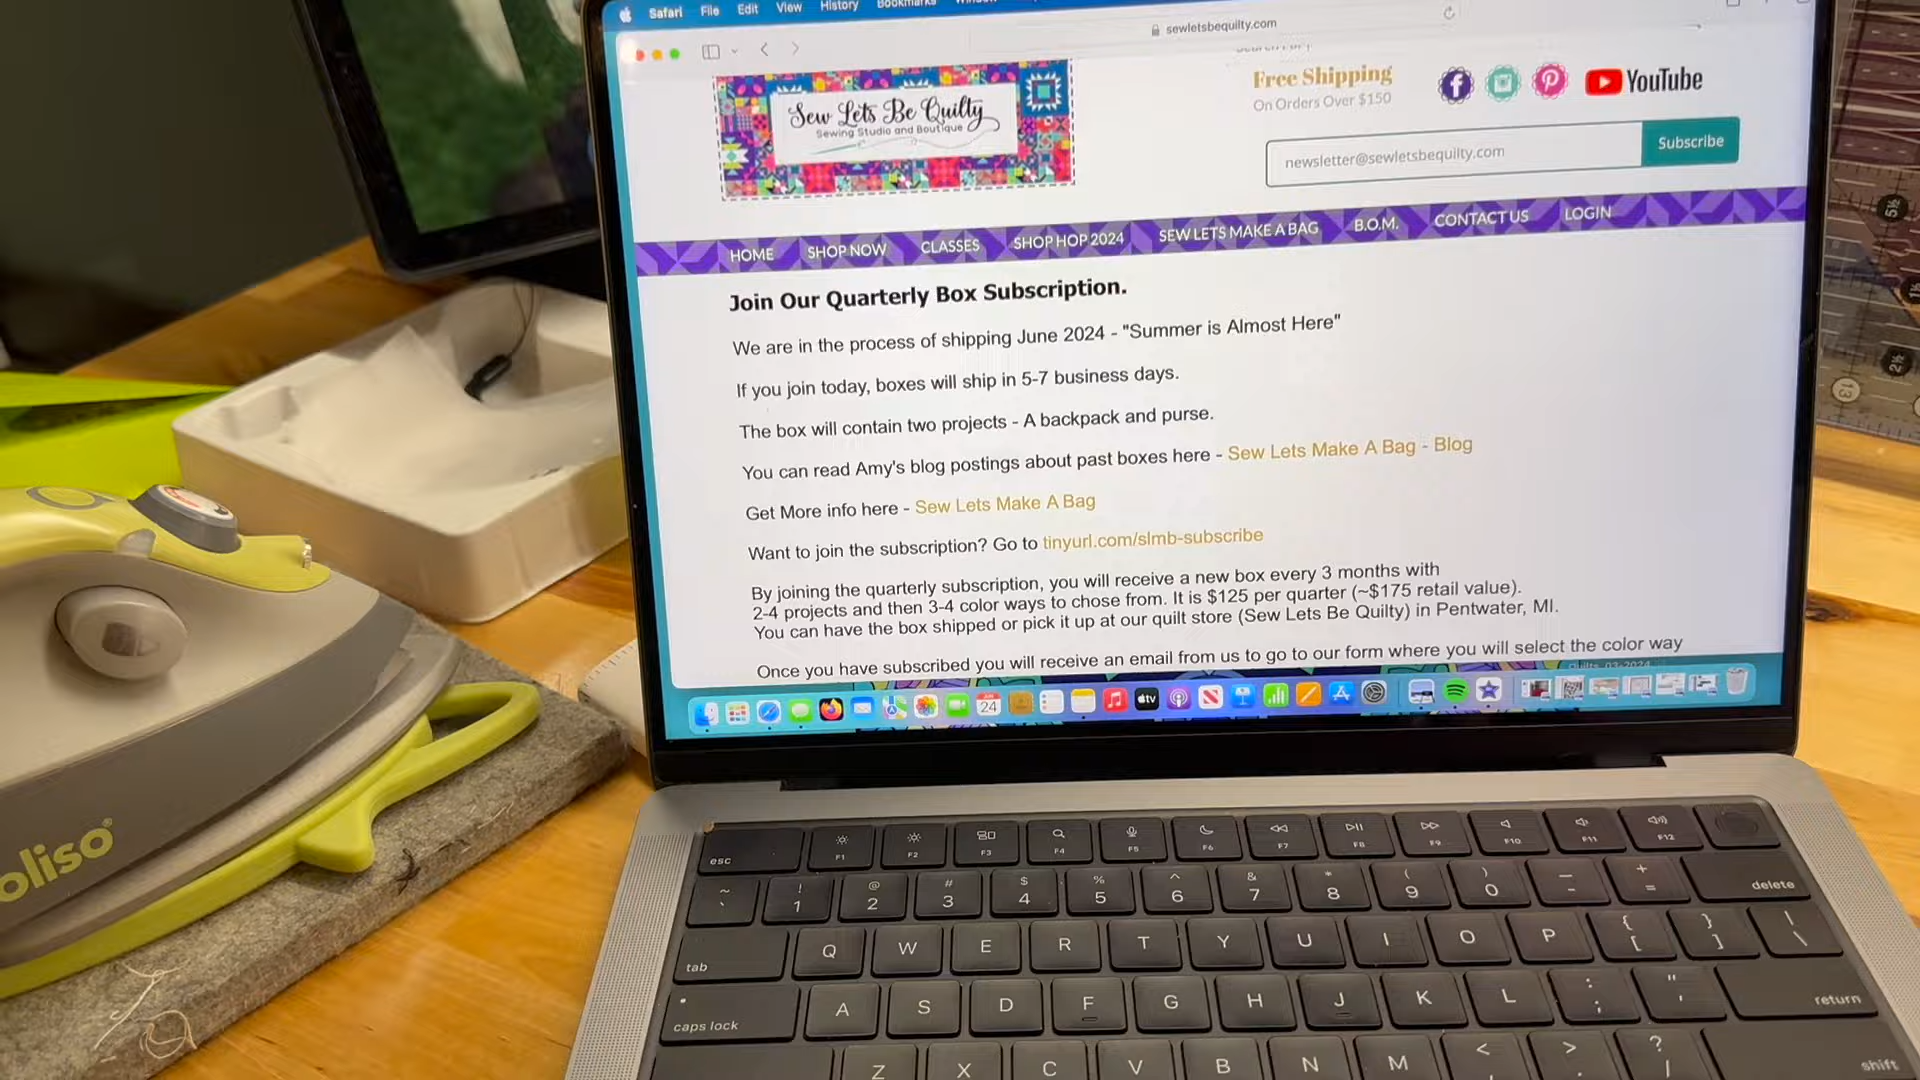 Safari File Edit View History Bookmarks
sewletsbequilty.com
Sew Lets Be Quilty
Sewing Studio and Boutique
Free Shipping
On Orders Over $150
YouTube
newsletter@sewletsbequilty.com
Subscribe
HOME SHOP NOW CLASSES SHOP HOP 2024 SEW LETS MAKE A BAG B.O.M. CONTACT US LOGIN
Join Our Quarterly Box Subscription.
We are in the process of shipping June 2024 - "Summer is Almost Here"
If you join today, boxes will ship in 5-7 business days.
The box will contain two projects - A backpack and purse.
You can read Amy's blog postings about past boxes here - Sew Lets Make A Bag - Blog
Get More info here - Sew Lets Make A Bag
Want to join the subscription? Go to tinyurl.com/slmb-subscribe
By joining the quarterly subscription, you will receive a new box every 3 months with
2-4 projects and then 3-4 color ways to chose from. It is $125 per quarter (~$175 retail value).
You can have the box shipped or pick it up at our quilt store (Sew Lets Be Quilty) in Pentwater, MI.
Once you have subscribed you will receive an email from us to go to our form where you will select the color way
24
tv
oliso
esc F1 F2 F3 F4 F5 F6 F7 F8 F9 F10 F11 F12
~ ` ! 1 @ 2 # 3 $ 4 % 5 ^ 6 & 7 * 8 ( 9 ) 0 — - + = delete
tab Q W E R T Y U I O P { [ } ] | \
caps lock A S D F G H J K L : ; " ' return
Z X C V B N M < , > . ? / shift
5½
1½
2½
13